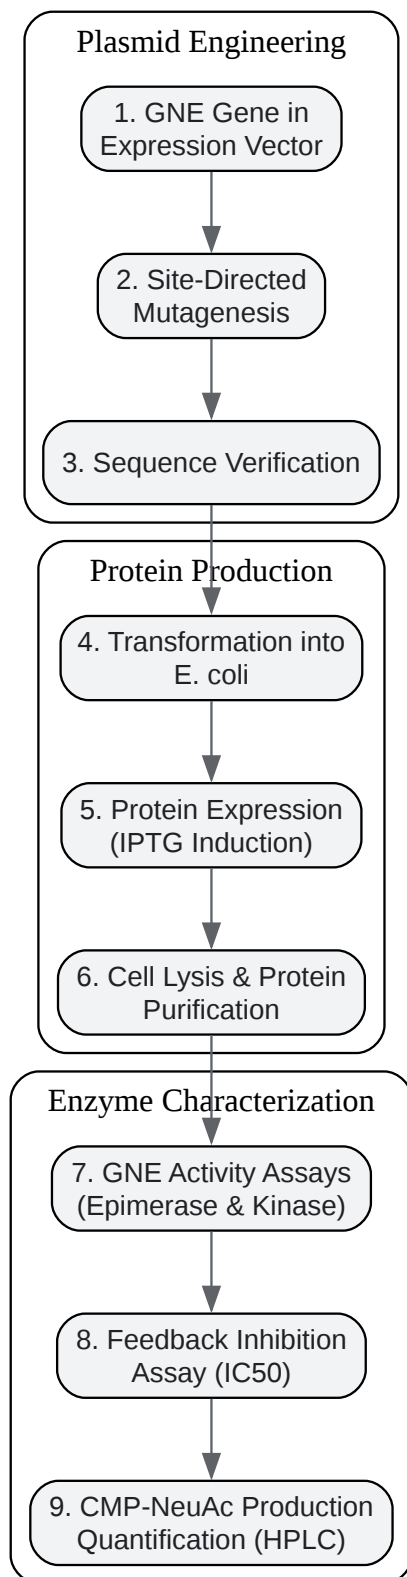 Plasmid Engineering
1. GNE Gene in
Expression Vector
2. Site-Directed
Mutagenesis
3. Sequence Verification
Protein Production
4. Transformation into
E. coli
5. Protein Expression
(IPTG Induction)
6. Cell Lysis & Protein
Purification
Enzyme Characterization
7. GNE Activity Assays
(Epimerase & Kinase)
8. Feedback Inhibition
Assay (IC50)
9. CMP-NeuAc Production
Quantification (HPLC)